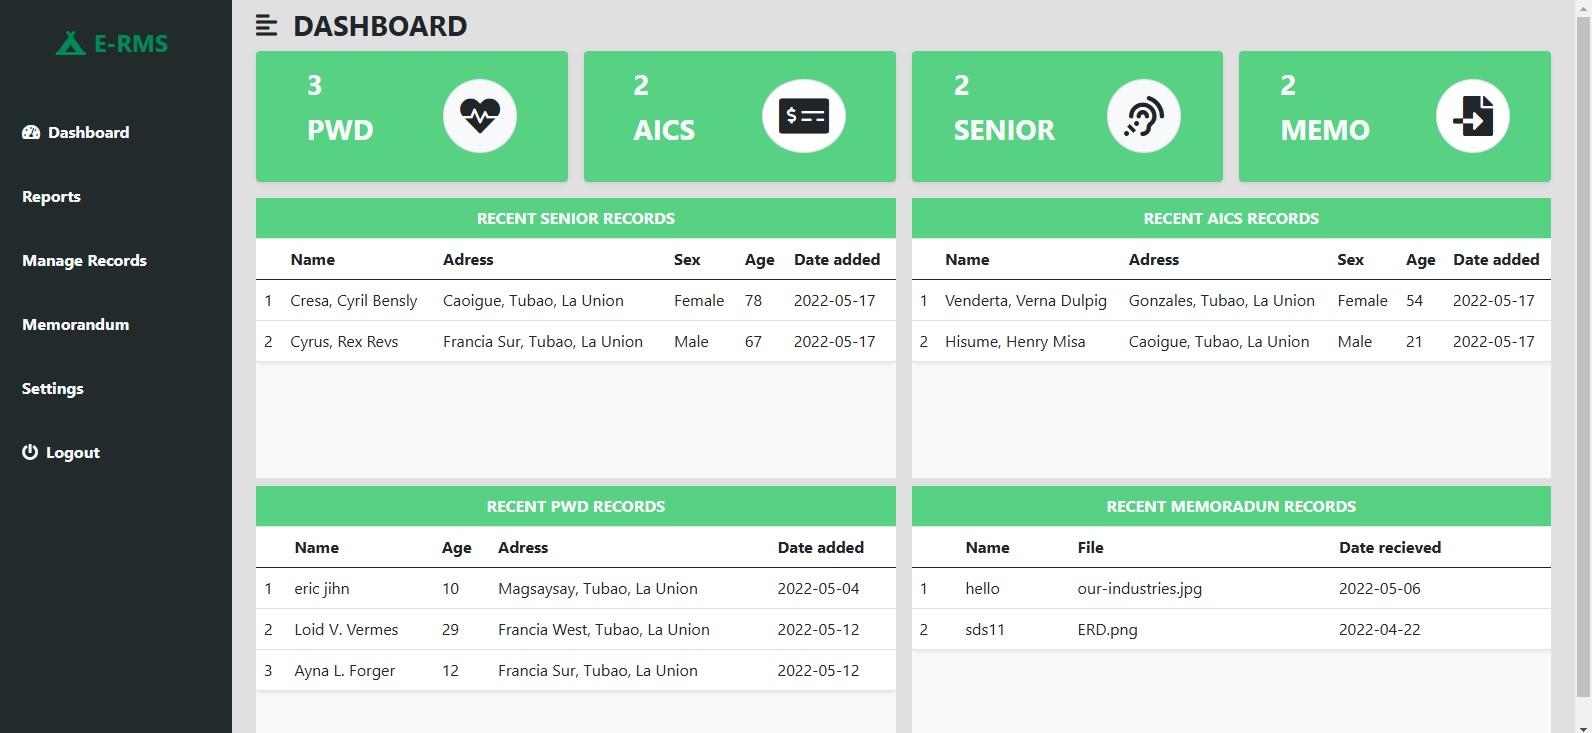 E-RMS
Dashboard
Reports
Manage Records
Memorandum
Settings
Logout
DASHBOARD
3
PWD
2
AICS
2
SENIOR
2
MEMO
RECENT SENIOR RECORDS
Name Adress Sex Age Date added
1 Cresa, Cyril Bensly Caoigue, Tubao, La Union Female 78 2022-05-17
2 Cyrus, Rex Revs Francia Sur, Tubao, La Union Male 67 2022-05-17
RECENT AICS RECORDS
Name Adress Sex Age Date added
1 Venderta, Verna Dulpig Gonzales, Tubao, La Union Female 54 2022-05-17
2 Hisume, Henry Misa Caoigue, Tubao, La Union Male 21 2022-05-17
RECENT PWD RECORDS
Name Age Adress Date added
1 eric jihn 10 Magsaysay, Tubao, La Union 2022-05-04
2 Loid V. Vermes 29 Francia West, Tubao, La Union 2022-05-12
3 Ayna L. Forger 12 Francia Sur, Tubao, La Union 2022-05-12
RECENT MEMORADUN RECORDS
Name File Date recieved
1 hello our-industries.jpg 2022-05-06
2 sds11 ERD.png 2022-04-22